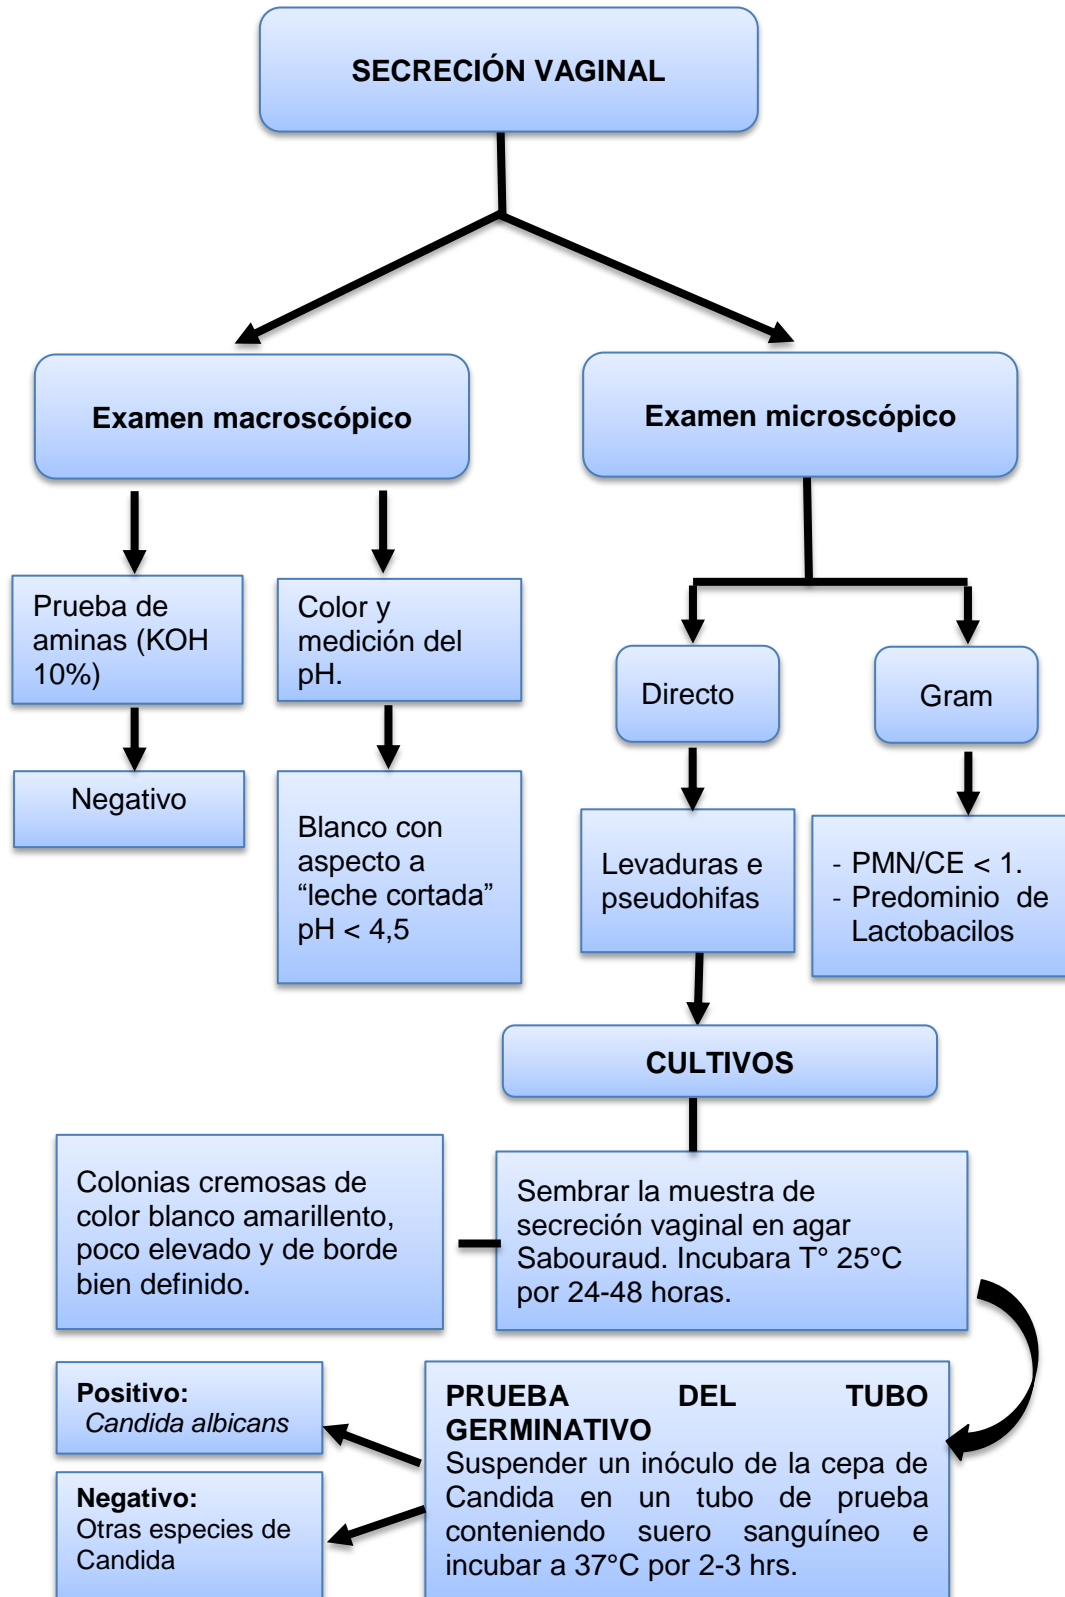 SECRECIÓN VAGINAL
Examen macroscópico
Examen microscópico
Prueba de
aminas (KOH
10%)
Color y
medición del
pH.
Directo
Gram
Negativo
Blanco con
aspecto a
“leche cortada”
pH < 4,5
Levaduras e
pseudohifas
- PMN/CE < 1.
- Predominio de
Lactobacilos
CULTIVOS
Colonias cremosas de
color blanco amarillento,
poco elevado y de borde
bien definido.
Sembrar la muestra de
secreción vaginal en agar
Sabouraud. Incubara T° 25°C
por 24-48 horas.
Positivo:
Candida albicans
Negativo:
Otras especies de
Candida
PRUEBA DEL TUBO
GERMINATIVO
Suspender un inóculo de la cepa de
Candida en un tubo de prueba
conteniendo suero sanguíneo e
incubar a 37°C por 2-3 hrs.